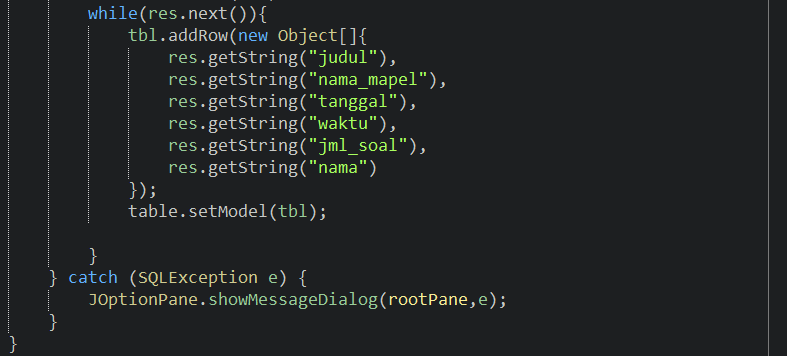 while(res.next()){
tbl.addRow(new Object[]{
res.getString("judul"),
res.getString("nama_mapel"),
res.getString("tanggal"),
res.getString("waktu"),
res.getString("jml_soal"),
res.getString("nama")
});
table.setModel(tbl);
}
} catch (SQLException e) {
JOptionPane.showMessageDialog(rootPane,e);
}
}